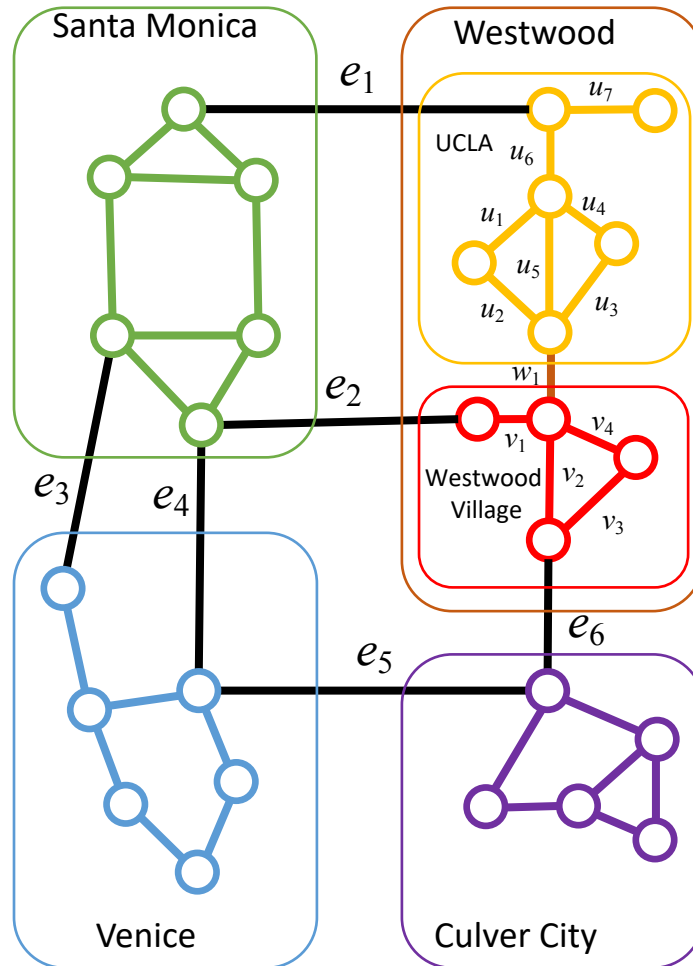 Santa Monica
Westwood
e1
u7
UCLA
u6
u1
u4
u5
u2
u3
w1
e2
v1
v4
Westwood
Village
v2
v3
e3
e4
e6
e5
Venice
Culver City